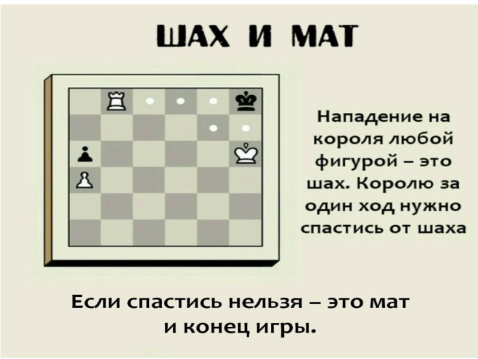 ШАХ И МАТ
Нападение на
короля любой
фигурой – это
шах. Королю за
один ход нужно
спастись от шаха
Если спастись нельзя – это мат
и конец игры.